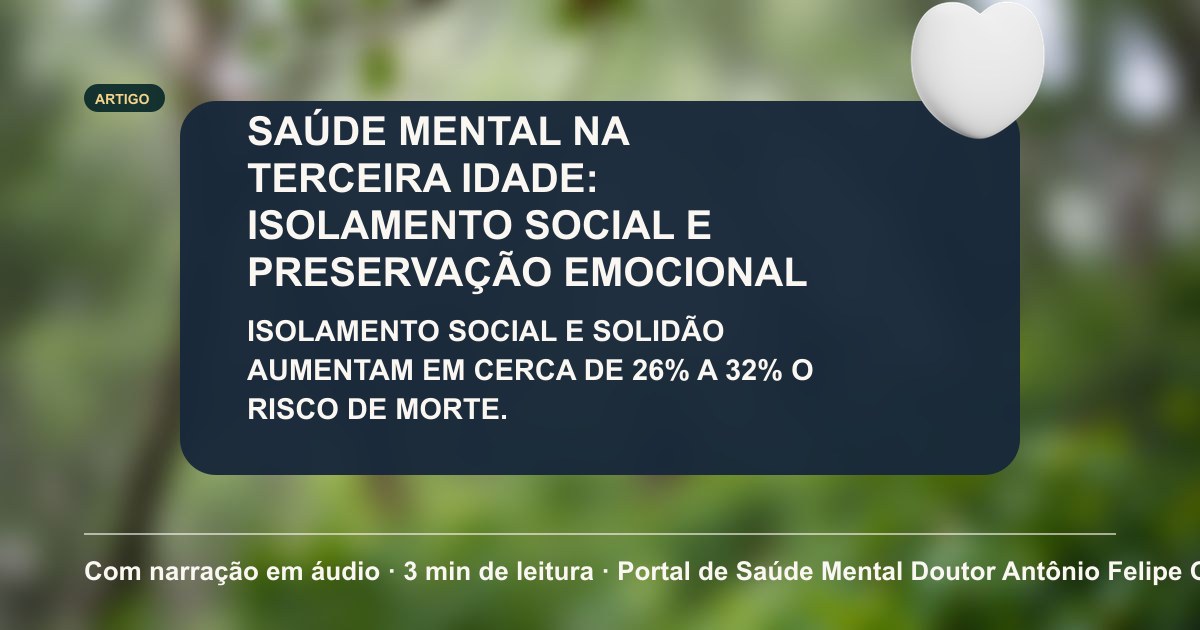 ARTIGO
SAÚDE MENTAL NA
TERCEIRA IDADE:
ISOLAMENTO SOCIAL E
PRESERVAÇÃO EMOCIONAL
ISOLAMENTO SOCIAL E SOLIDÃO
AUMENTAM EM CERCA DE 26% A 32% O
RISCO DE MORTE.
Com narração em áudio · 3 min de leitura · Portal de Saúde Mental Doutor Antônio Felipe